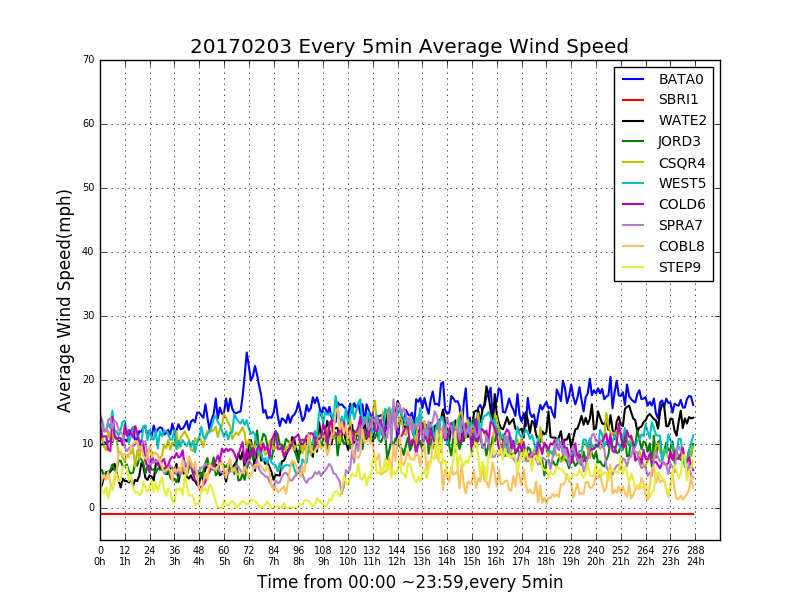 20170203 Every 5min Average Wind Speed
70
60
50
40
30
20
10
0
Average Wind Speed(mph)
BATA0
SBRI1
WATE2
JORD3
CSQR4
WEST5
COLD6
SPRA7
COBL8
STEP9
0 12 24 36 48 60 72 84 96 108 120 132 144 156 168 180 192 204 216 228 240 252 264 276 288
0h 1h 2h 3h 4h 5h 6h 7h 8h 9h 10h 11h 12h 13h 14h 15h 16h 17h 18h 19h 20h 21h 22h 23h 24h
Time from 00:00 ~23:59,every 5min